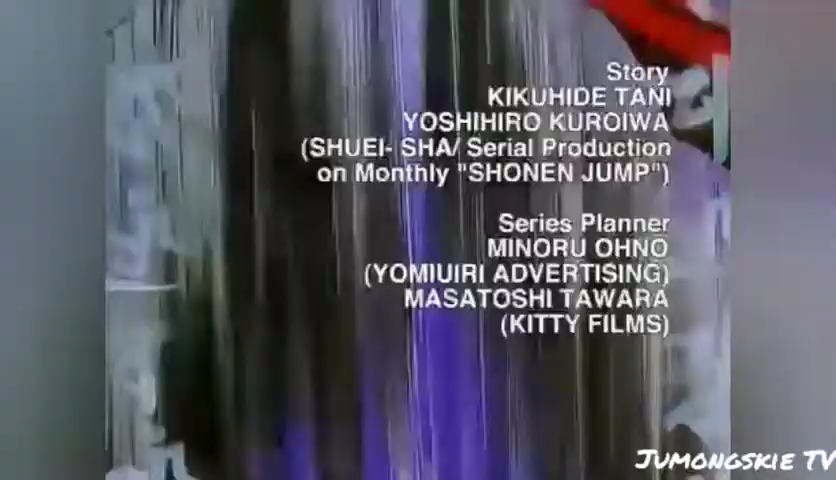 Story
KIKUHIDE TANI
YOSHIHIRO KUROIWA
(SHUEI- SHA/ Serial Production
on Monthly "SHONEN JUMP")
Series Planner
MINORU OHNO
(YOMIUIRI ADVERTISING)
MASATOSHI TAWARA
(KITTY FILMS)
JUMONGSKIE TV